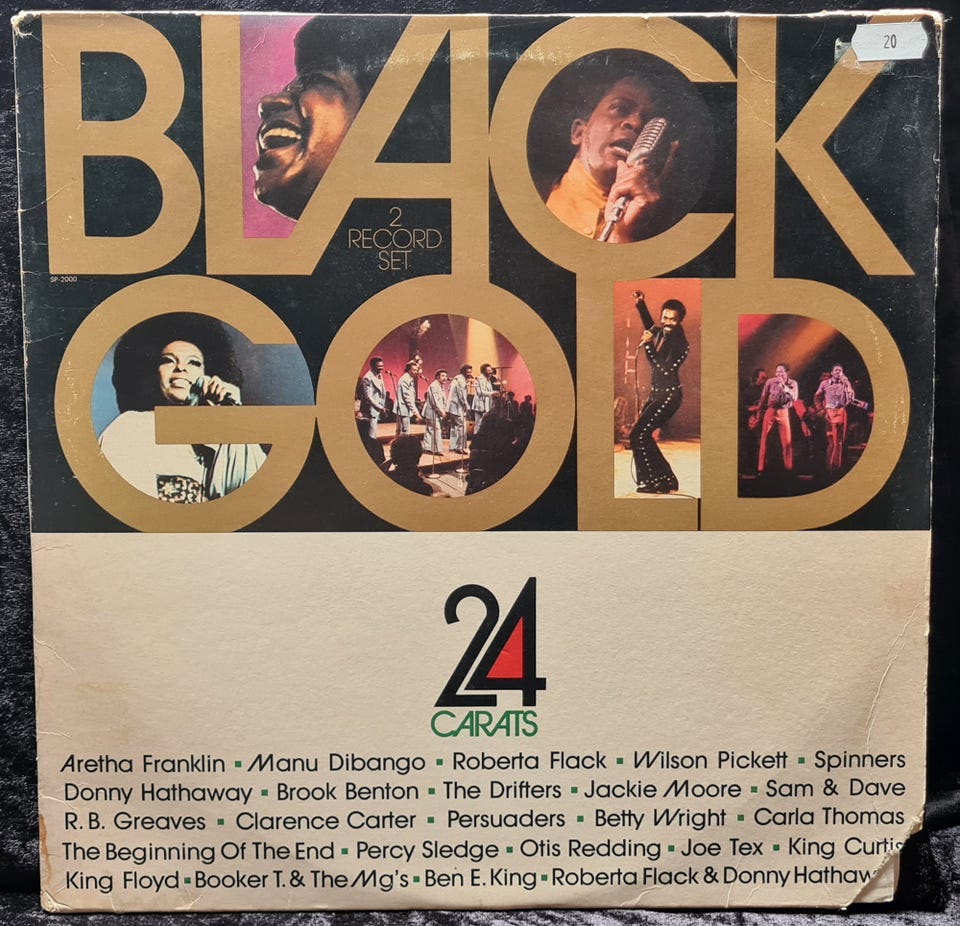 BLACK
20
2
RECORD
SET
SP-2000
GOLD
24
CARATS
Aretha Franklin ▪ Manu Dibango ▪ Roberta Flack ▪ Wilson Pickett ▪ Spinners
Donny Hathaway ▪ Brook Benton ▪ The Drifters ▪ Jackie Moore ▪ Sam & Dave
R.B. Greaves ▪ Clarence Carter ▪ Persuaders ▪ Betty Wright ▪ Carla Thomas
The Beginning Of The End ▪ Percy Sledge ▪ Otis Redding ▪ Joe Tex ▪ King Curtis
King Floyd ▪ Booker T. & The Mg's ▪ Ben E. King ▪ Roberta Flack & Donny Hathaw